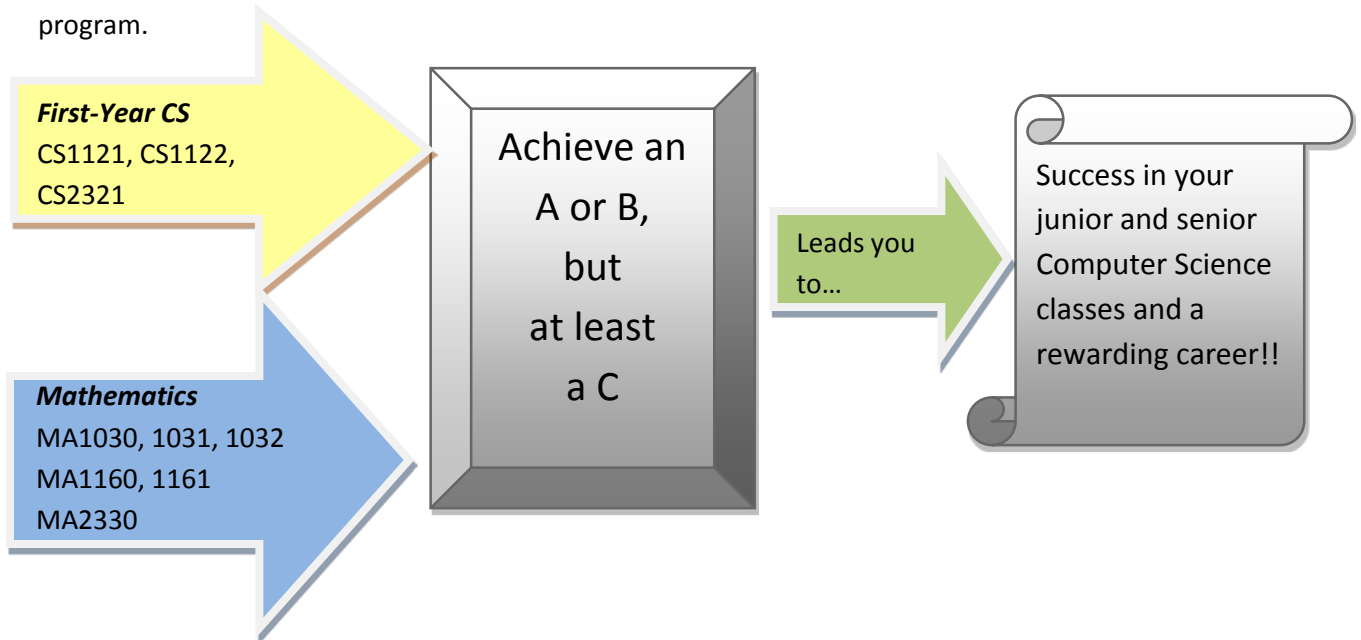 program.
First-Year CS
CS1121, CS1122,
CS2321
Mathematics
MA1030, 1031, 1032
MA1160, 1161
MA2330
Achieve an
A or B,
but
at least
a C
Leads you
to…
Success in your
junior and senior
Computer Science
classes and a
rewarding career!!